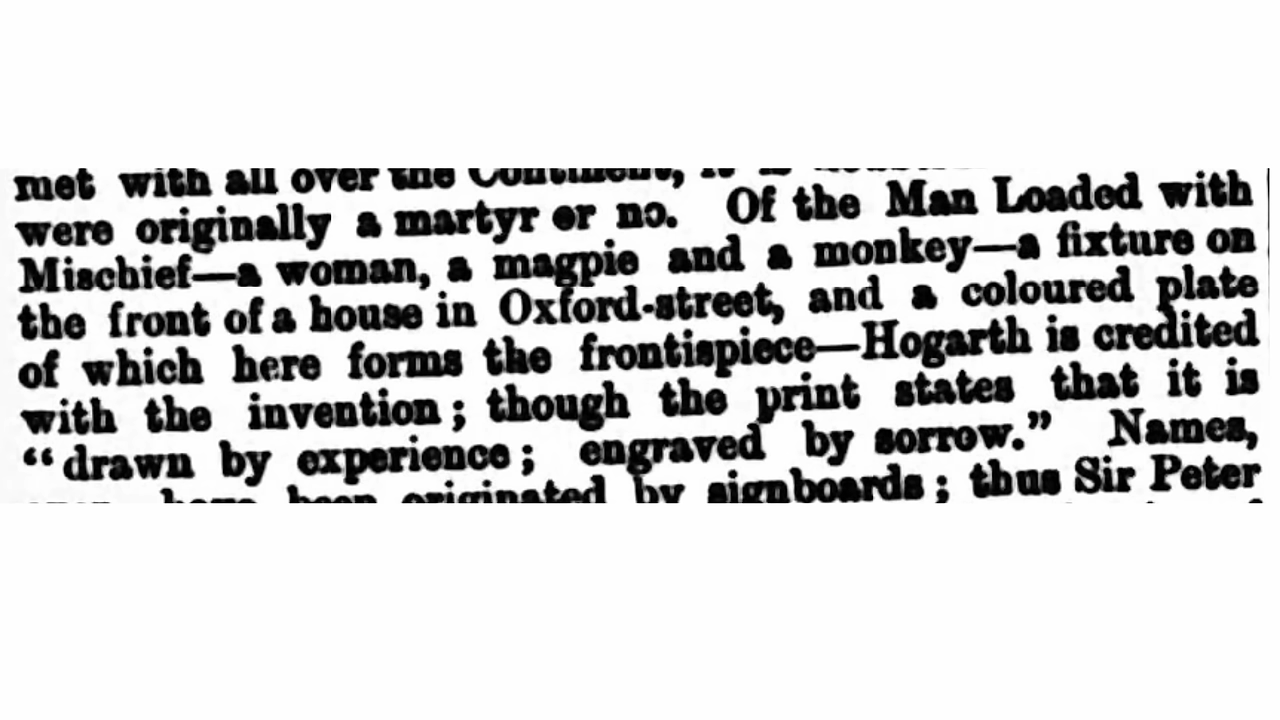 met with all over the Continent, it is
were originally a martyr or no. Of the Man Loaded with
Mischief—a woman, a magpie and a monkey—a fixture on
the front of a house in Oxford-street, and a coloured plate
of which here forms the frontispiece—Hogarth is credited
with the invention; though the print states that it is
“drawn by experience; engraved by sorrow.” Names,
have been originated by signboards; thus Sir Peter